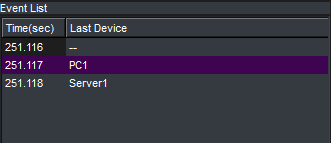 Event List
Time(sec) Last Device
251.116 --
251.117 PC1
251.118 Server1